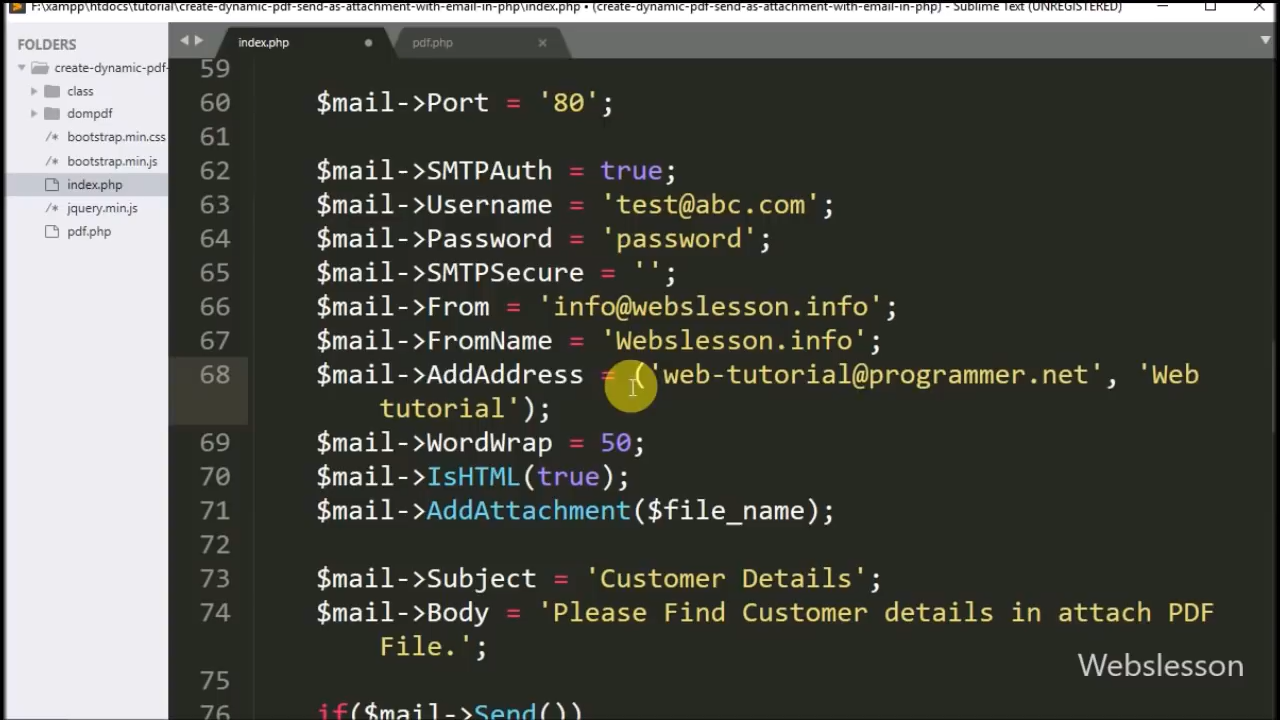 F:\xampp\htdocs\tutorial\create-dynamic-pdf-send-as-attachment-with-email-in-php\index.php • (create-dynamic-pdf-send-as-attachment-with-email-in-php) - Sublime Text (UNREGISTERED)
FOLDERS
create-dynamic-pdf-
class
dompdf
/* bootstrap.min.css
/* bootstrap.min.js
index.php
/* jquery.min.js
pdf.php
index.php
pdf.php
59
60 $mail->Port = '80';
61
62 $mail->SMTPAuth = true;
63 $mail->Username = 'test@abc.com';
64 $mail->Password = 'password';
65 $mail->SMTPSecure = '';
66 $mail->From = 'info@webslesson.info';
67 $mail->FromName = 'Webslesson.info';
68 $mail->AddAddress = ('web-tutorial@programmer.net', 'Web
tutorial');
69 $mail->WordWrap = 50;
70 $mail->IsHTML(true);
71 $mail->AddAttachment($file_name);
72
73 $mail->Subject = 'Customer Details';
74 $mail->Body = 'Please Find Customer details in attach PDF
File.';
75
76 if($mail->Send())
Webslesson